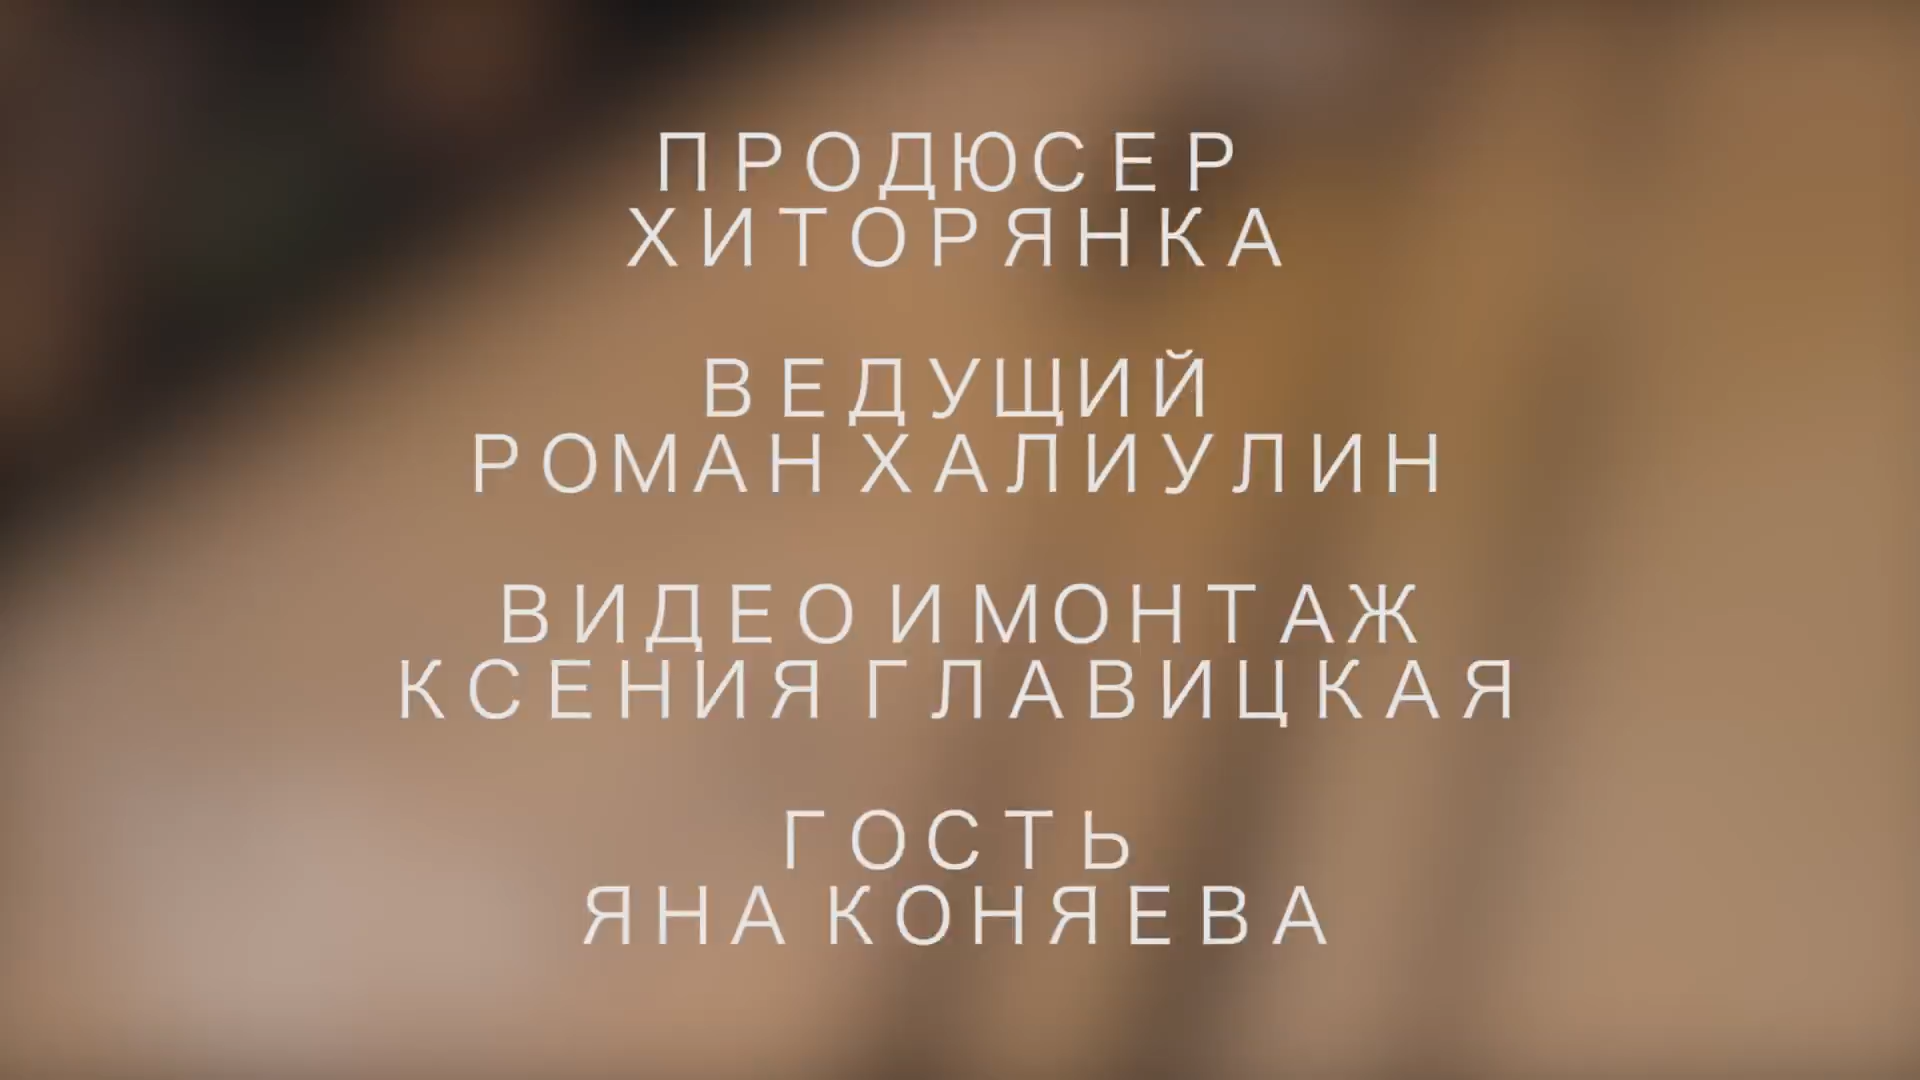 ПРОДЮСЕР
ХИТОРЯНКА
ВЕДУЩИЙ
РОМАН ХАЛИУЛИН
ВИДЕО И МОНТАЖ
КСЕНИЯ ГЛАВИЦКАЯ
ГОСТЬ
ЯНА КОНЯЕВА